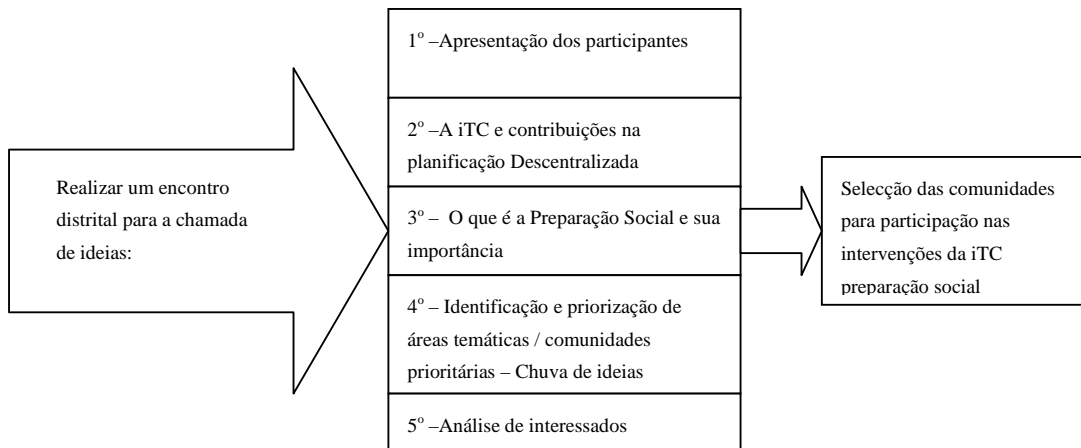 Realizar um encontro
distrital para a chamada
de ideias:
1º –Apresentação dos participantes
2º –A iTC e contribuições na
planificação Descentralizada
3º – O que é a Preparação Social e sua
importância
4º – Identificação e priorização de
áreas temáticas / comunidades
prioritárias – Chuva de ideias
5º –Análise de interessados
Selecção das comunidades
para participação nas
intervenções da iTC
preparação social